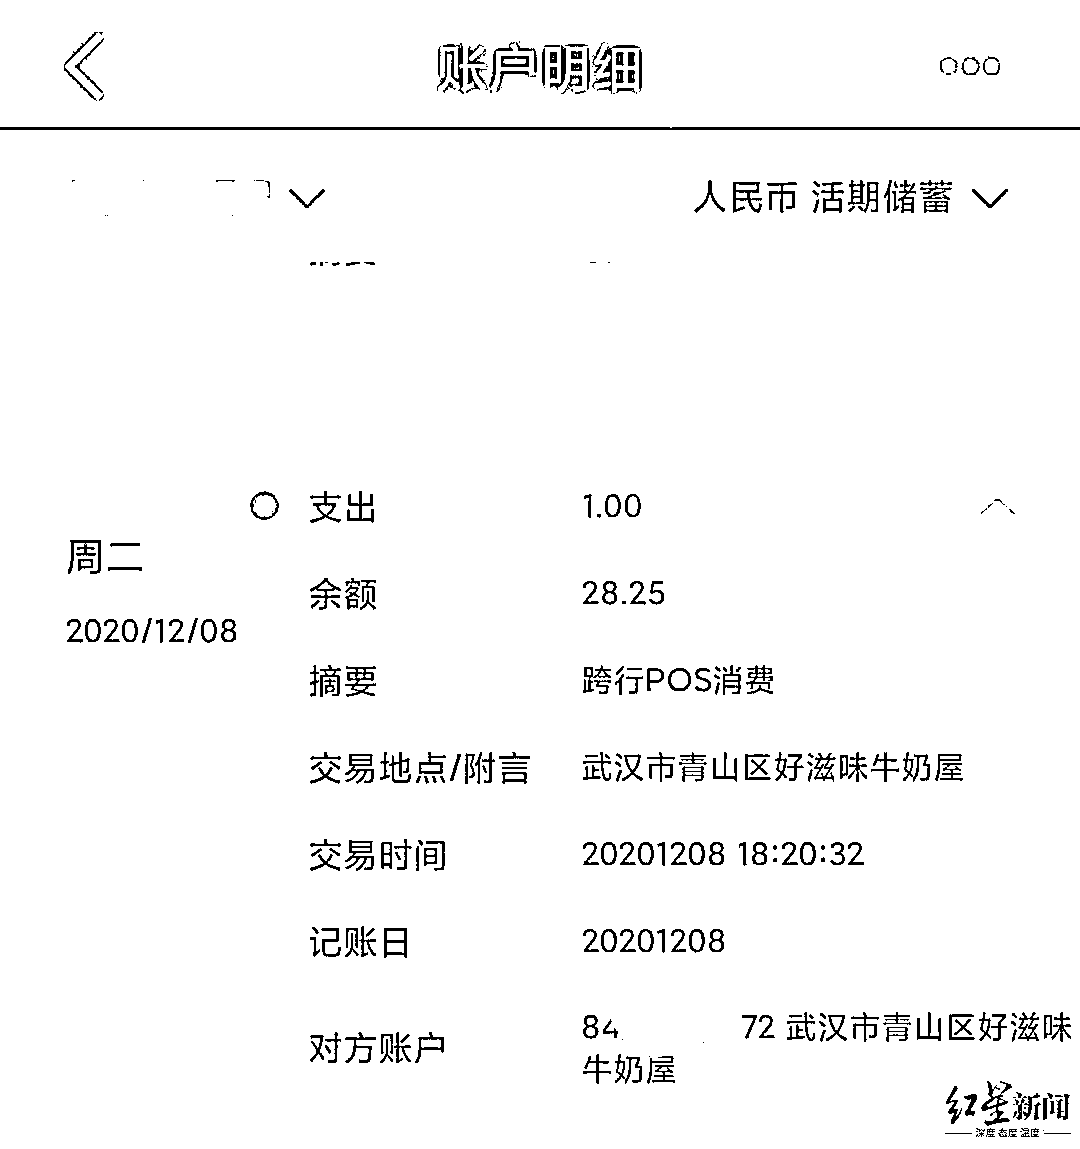 账户明细
人民币 活期储蓄
支出 1.00
周二
余额 28.25
2020/12/08
摘要 跨行POS消费
交易地点/附言 武汉市青山区好滋味牛奶屋
交易时间 20201208 18:20:32
记账日 20201208
对方账户 84 72 武汉市青山区好滋味
牛奶屋
红星新闻
深度 态度 温度